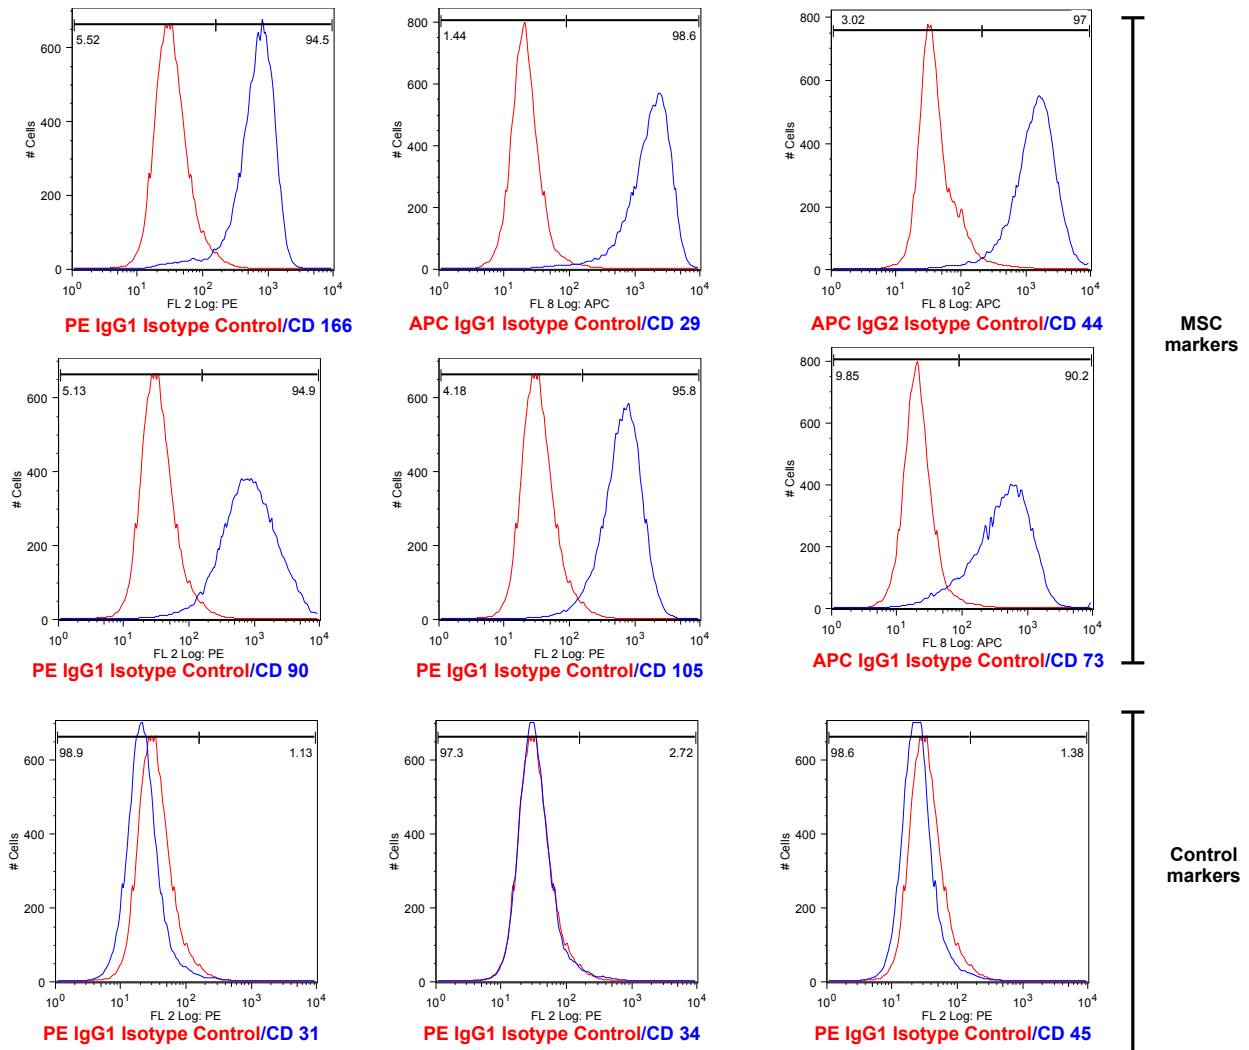 5.52 94.5
600
400
200
0
# Cells
10^0 10^1 10^2 10^3 10^4
FL 2 Log: PE
PE IgG1 Isotype Control/CD 166
1.44 98.6
800
600
400
200
0
# Cells
10^0 10^1 10^2 10^3 10^4
FL 8 Log: APC
APC IgG1 Isotype Control/CD 29
3.02 97
800
600
400
200
0
# Cells
10^0 10^1 10^2 10^3 10^4
FL 8 Log: APC
APC IgG2 Isotype Control/CD 44
MSC
markers
5.13 94.9
600
400
200
0
# Cells
10^0 10^1 10^2 10^3 10^4
FL 2 Log: PE
PE IgG1 Isotype Control/CD 90
4.18 95.8
600
400
200
0
# Cells
10^0 10^1 10^2 10^3 10^4
FL 2 Log: PE
PE IgG1 Isotype Control/CD 105
9.85 90.2
800
600
400
200
0
# Cells
10^0 10^1 10^2 10^3 10^4
FL 8 Log: APC
APC IgG1 Isotype Control/CD 73
98.9 1.13
600
400
200
0
# Cells
10^0 10^1 10^2 10^3 10^4
FL 2 Log: PE
PE IgG1 Isotype Control/CD 31
97.3 2.72
600
400
200
0
# Cells
10^0 10^1 10^2 10^3 10^4
FL 2 Log: PE
PE IgG1 Isotype Control/CD 34
98.6 1.38
600
400
200
0
# Cells
10^0 10^1 10^2 10^3 10^4
FL 2 Log: PE
PE IgG1 Isotype Control/CD 45
Control
markers